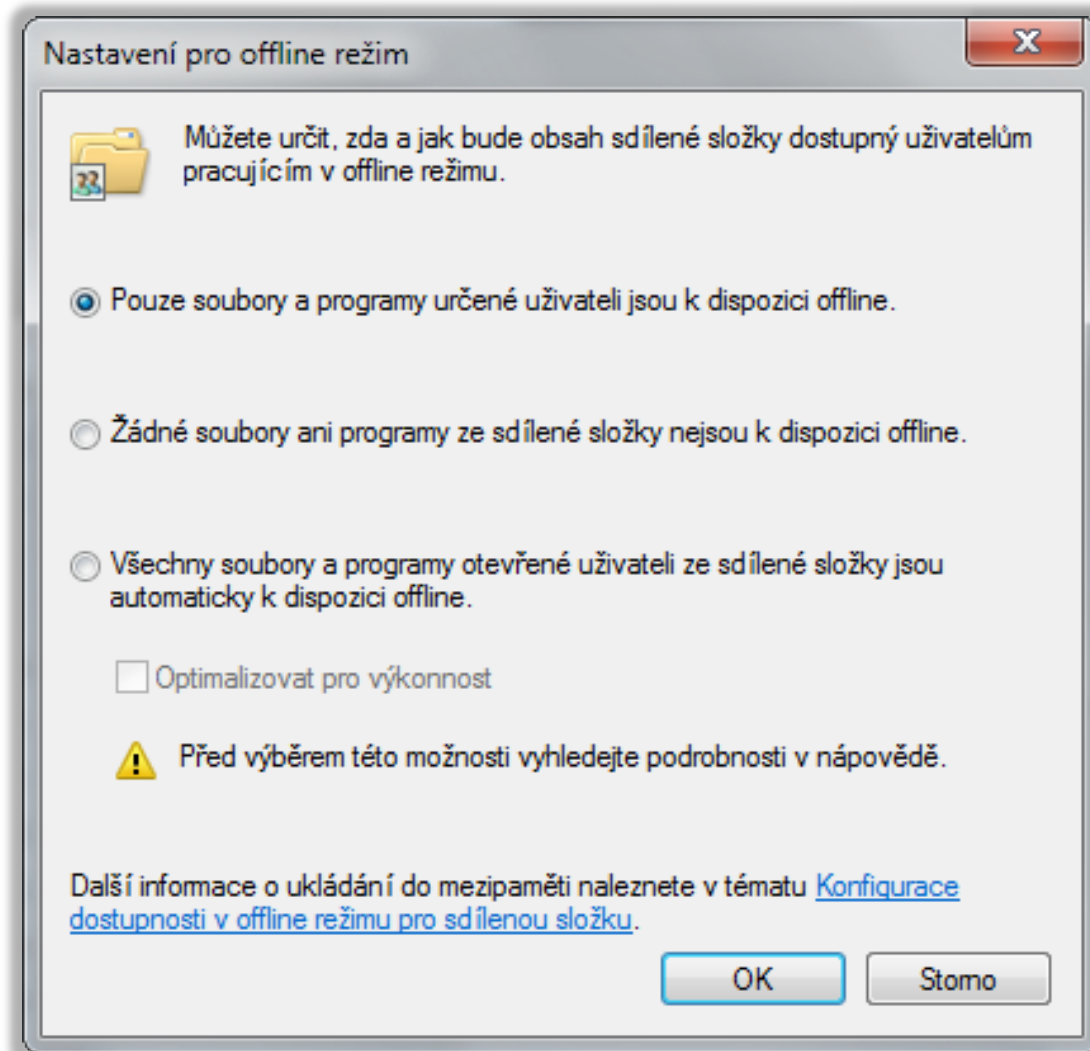 Nastavení pro offline režim
Můžete určit, zda a jak bude obsah sdílené složky dostupný uživatelům
pracujícím v offline režimu.
Pouze soubory a programy určené uživateli jsou k dispozici offline.
Žádné soubory ani programy ze sdílené složky nejsou k dispozici offline.
Všechny soubory a programy otevřené uživateli ze sdílené složky jsou
automaticky k dispozici offline.
Optimalizovat pro výkonnost
Před výběrem této možnosti vyhledejte podrobnosti v nápovědě.
Další informace o ukládání do mezipaměti naleznete v tématu Konfigurace
dostupnosti v offline režimu pro sdílenou složku.
OK Storno